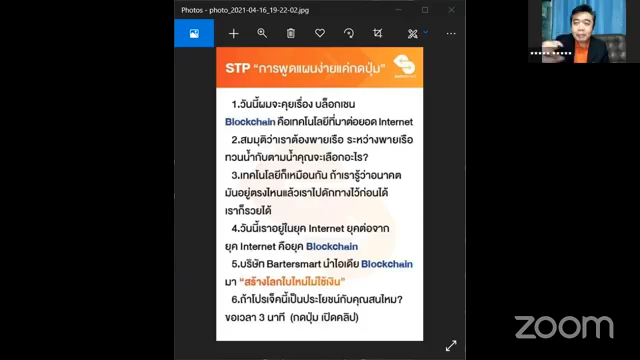 Photos - photo_2021-04-16_19-22-02.jpg
STP “การพูดแผนง่ายแค่กดปุ่ม”
Bartersmart
1.วันนี้ผมจะคุยเรื่อง บล็อกเชน
Blockchain คือเทคโนโลยีที่มาต่อยอด Internet
2.สมมุติว่าเราต้องพายเรือ ระหว่างพายเรือ
ทวนน้ำกับตามน้ำคุณจะเลือกอะไร?
3.เทคโนโลยีก็เหมือนกัน ถ้าเรารู้ว่าอนาคต
มันอยู่ตรงไหนแล้วเราไปดักทางไว้ก่อนได้
เราก็รวยได้
4.วันนี้เราอยู่ในยุค Internet ยุคต่อจาก
ยุค Internet คือยุค Blockchain
5.บริษัท Bartersmart นำไอเดีย Blockchain
มา “สร้างโลกใบใหม่ไม่ใช้เงิน”
6.ถ้าโปรเจ็คนี้เป็นประโยชน์กับคุณสนไหม?
ขอเวลา 3 นาที (กดปุ่ม เปิดคลิป)
zoom